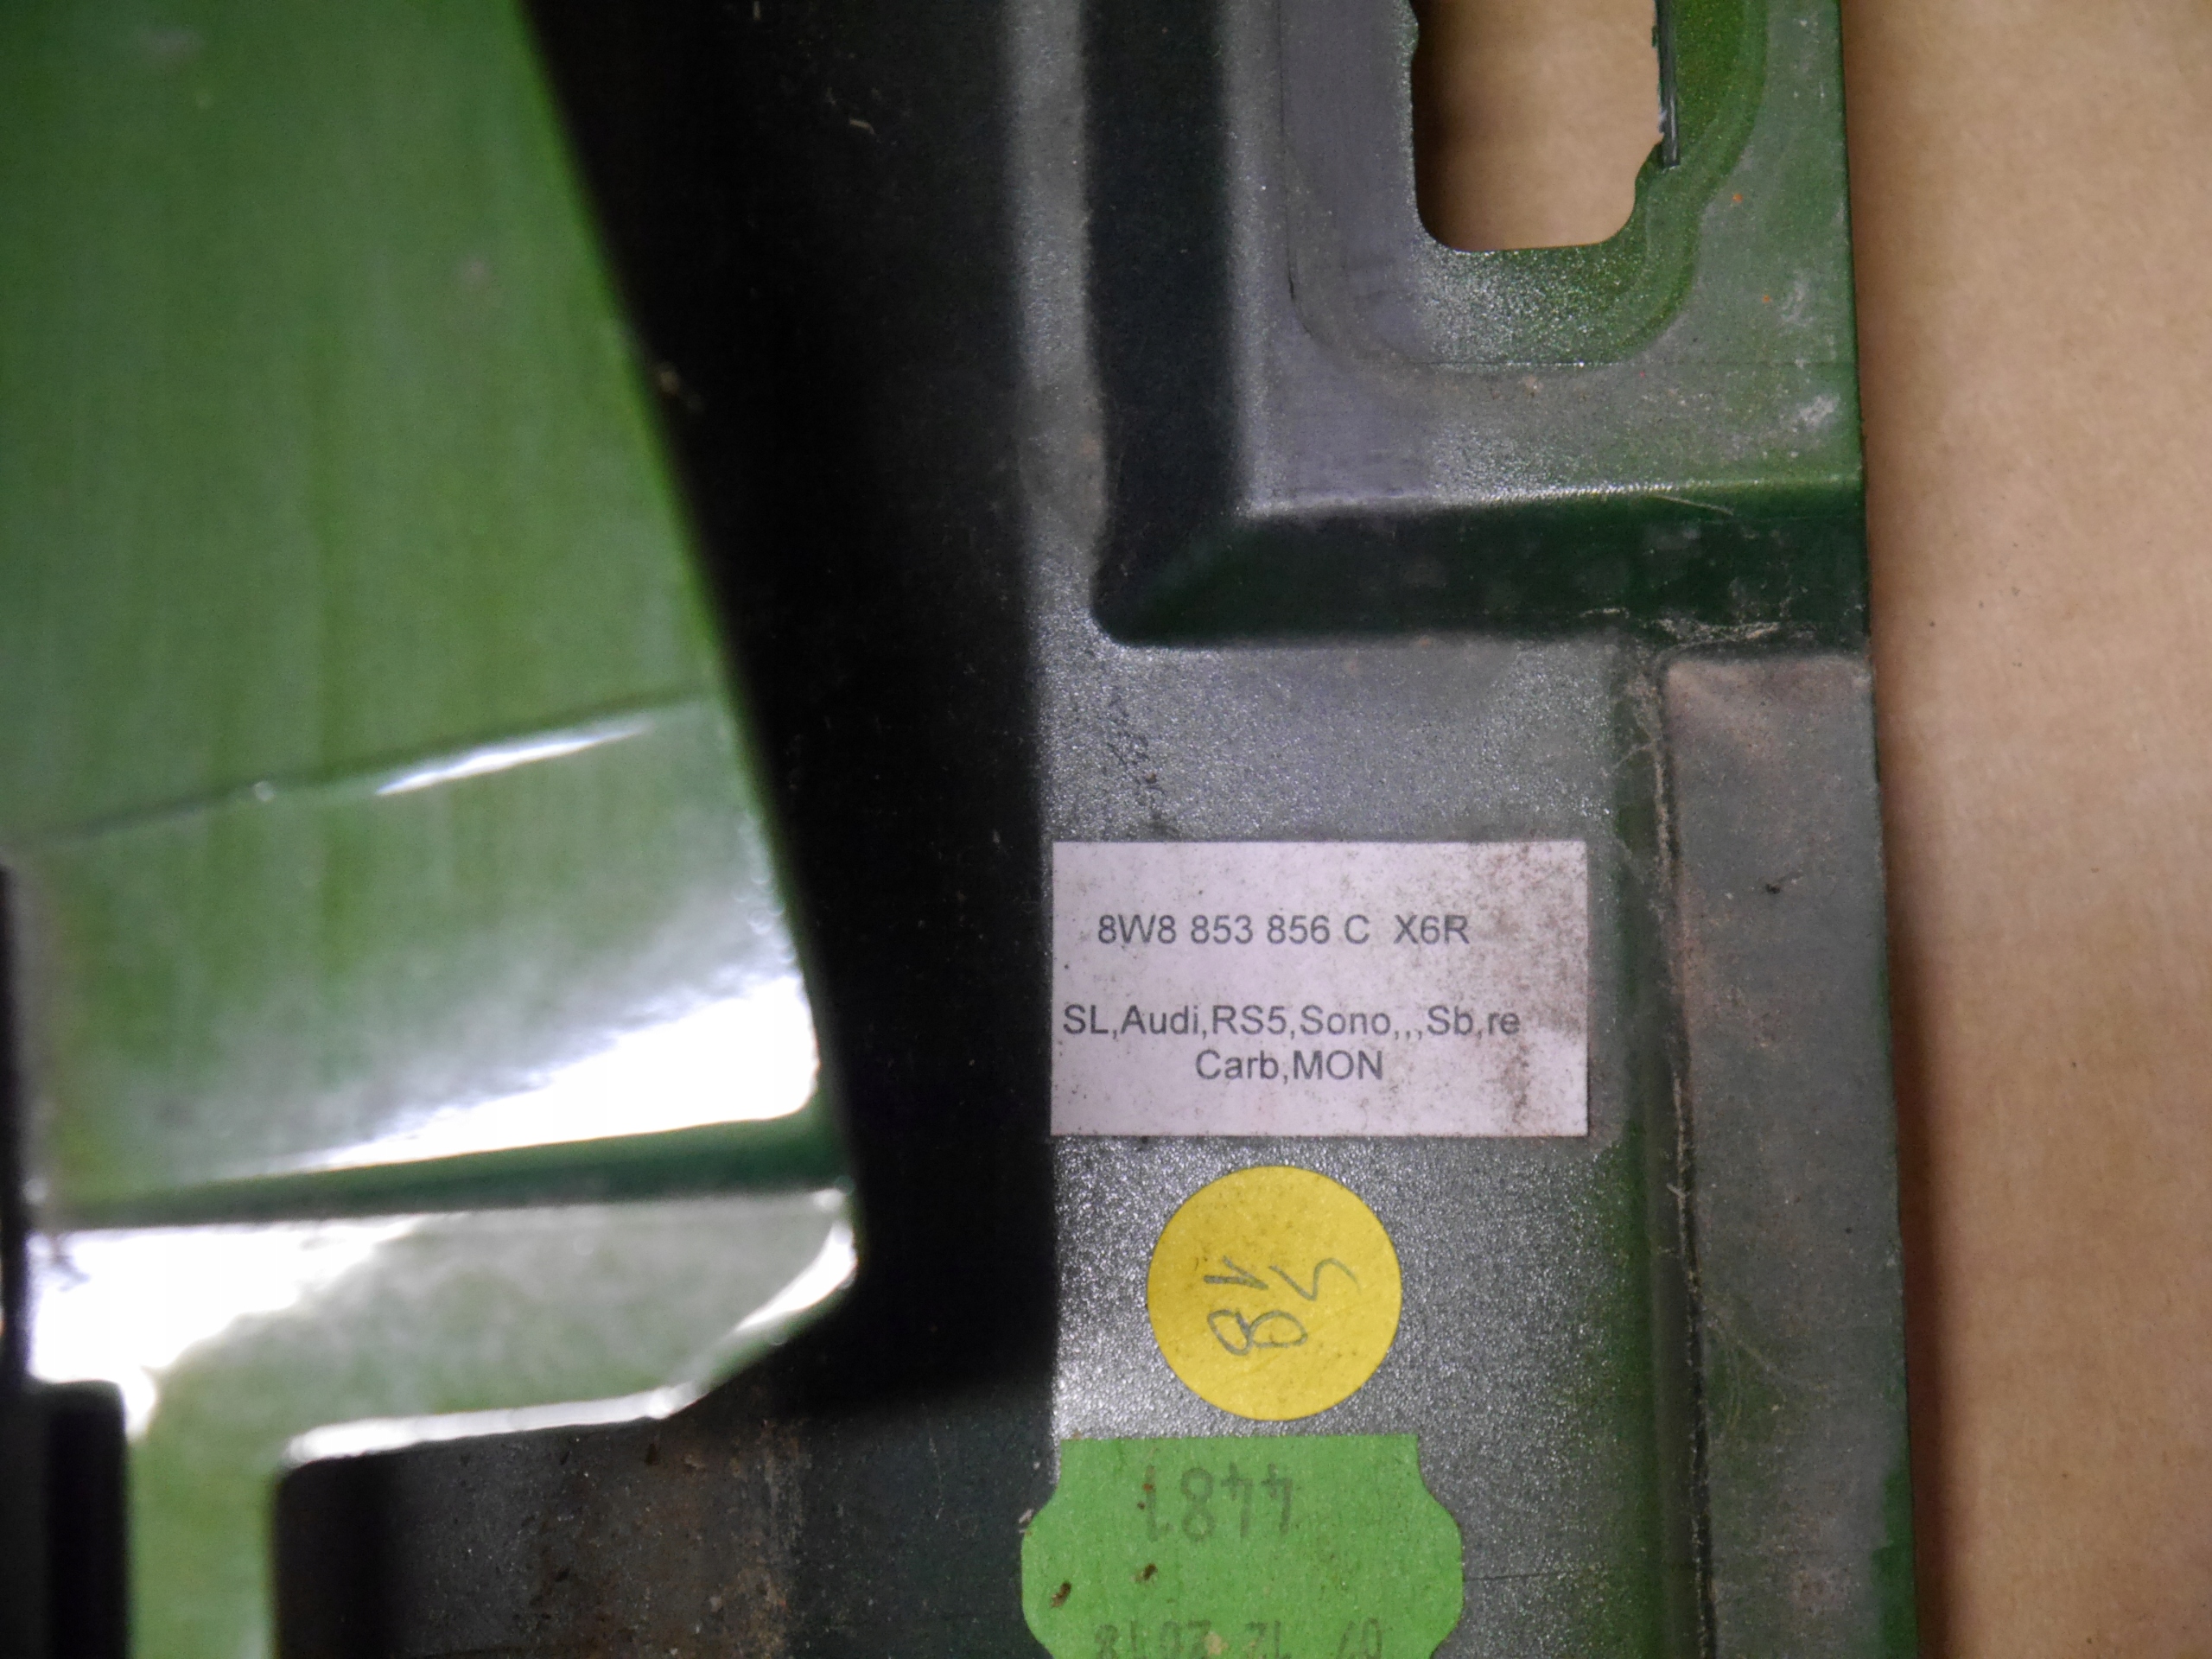 8W8 853 856 C X6R
SL,Audi,RS5,Sono,,,Sb,re
Carb,MON
4481